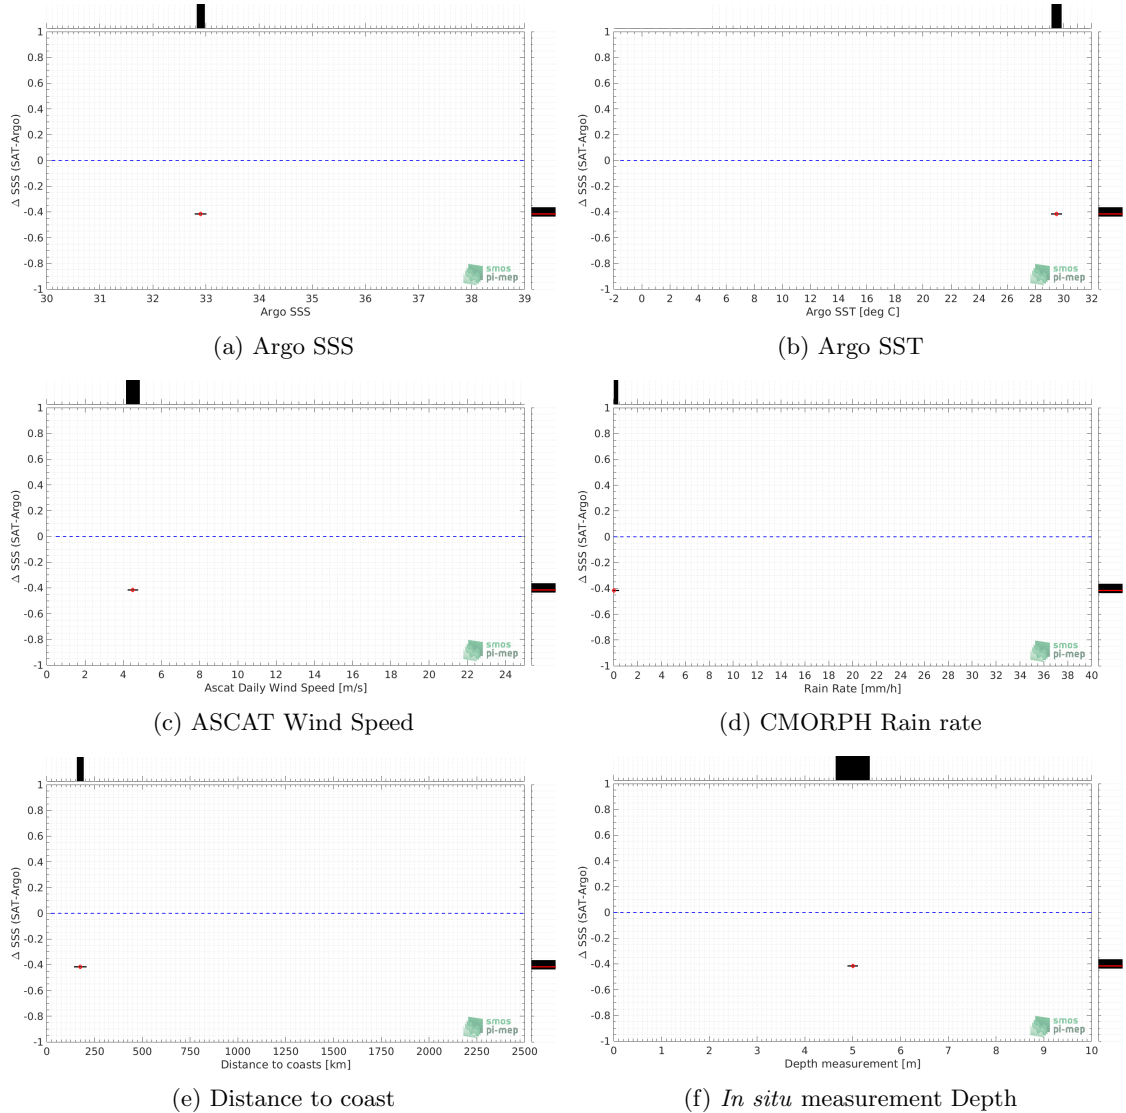 1
0.8
0.6
0.4
0.2
0
-0.2
-0.4
-0.6
-0.8
-1
Δ SSS (SAT-Argo)
30 31 32 33 34 35 36 37 38 39
Argo SSS
smos
pi-mep
(a) Argo SSS
1
0.8
0.6
0.4
0.2
0
-0.2
-0.4
-0.6
-0.8
-1
Δ SSS (SAT-Argo)
-2 0 2 4 6 8 10 12 14 16 18 20 22 24 26 28 30 32
Argo SST [deg C]
smos
pi-mep
(b) Argo SST
1
0.8
0.6
0.4
0.2
0
-0.2
-0.4
-0.6
-0.8
-1
Δ SSS (SAT-Argo)
0 2 4 6 8 10 12 14 16 18 20 22 24
Ascat Daily Wind Speed [m/s]
smos
pi-mep
(c) ASCAT Wind Speed
1
0.8
0.6
0.4
0.2
0
-0.2
-0.4
-0.6
-0.8
-1
Δ SSS (SAT-Argo)
0 2 4 6 8 10 12 14 16 18 20 22 24 26 28 30 32 34 36 38 40
Rain Rate [mm/h]
smos
pi-mep
(d) CMORPH Rain rate
1
0.8
0.6
0.4
0.2
0
-0.2
-0.4
-0.6
-0.8
-1
Δ SSS (SAT-Argo)
0 250 500 750 1000 1250 1500 1750 2000 2250 2500
Distance to coasts [km]
smos
pi-mep
(e) Distance to coast
1
0.8
0.6
0.4
0.2
0
-0.2
-0.4
-0.6
-0.8
-1
Δ SSS (SAT-Argo)
0 1 2 3 4 5 6 7 8 9 10
Depth measurement [m]
smos
pi-mep
(f) In situ measurement Depth